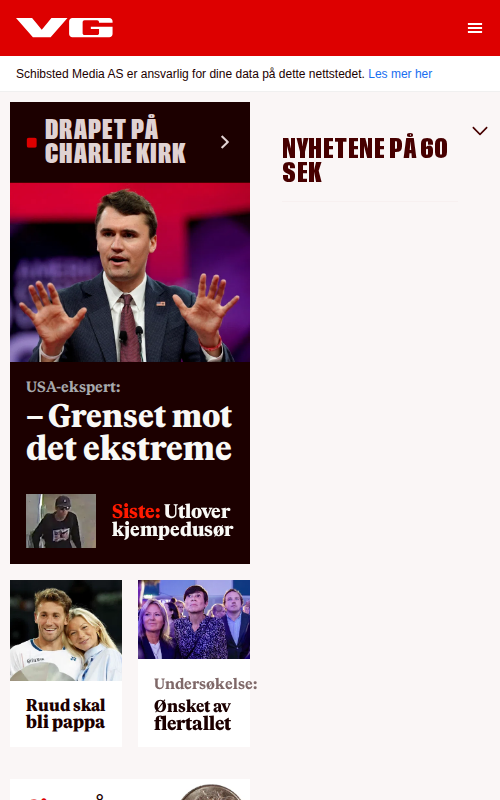 VG
Schibsted Media AS er ansvarlig for dine data på dette nettstedet. Les mer her
DRAPET PÅ
CHARLIE KIRK
USA-ekspert:
– Grenset mot
det ekstreme
Siste: Utlover
kjempedusør
Ruud skal
bli pappa
Undersøkelse:
Ønsket av
flertallet
NYHETENE PÅ 60
SEK